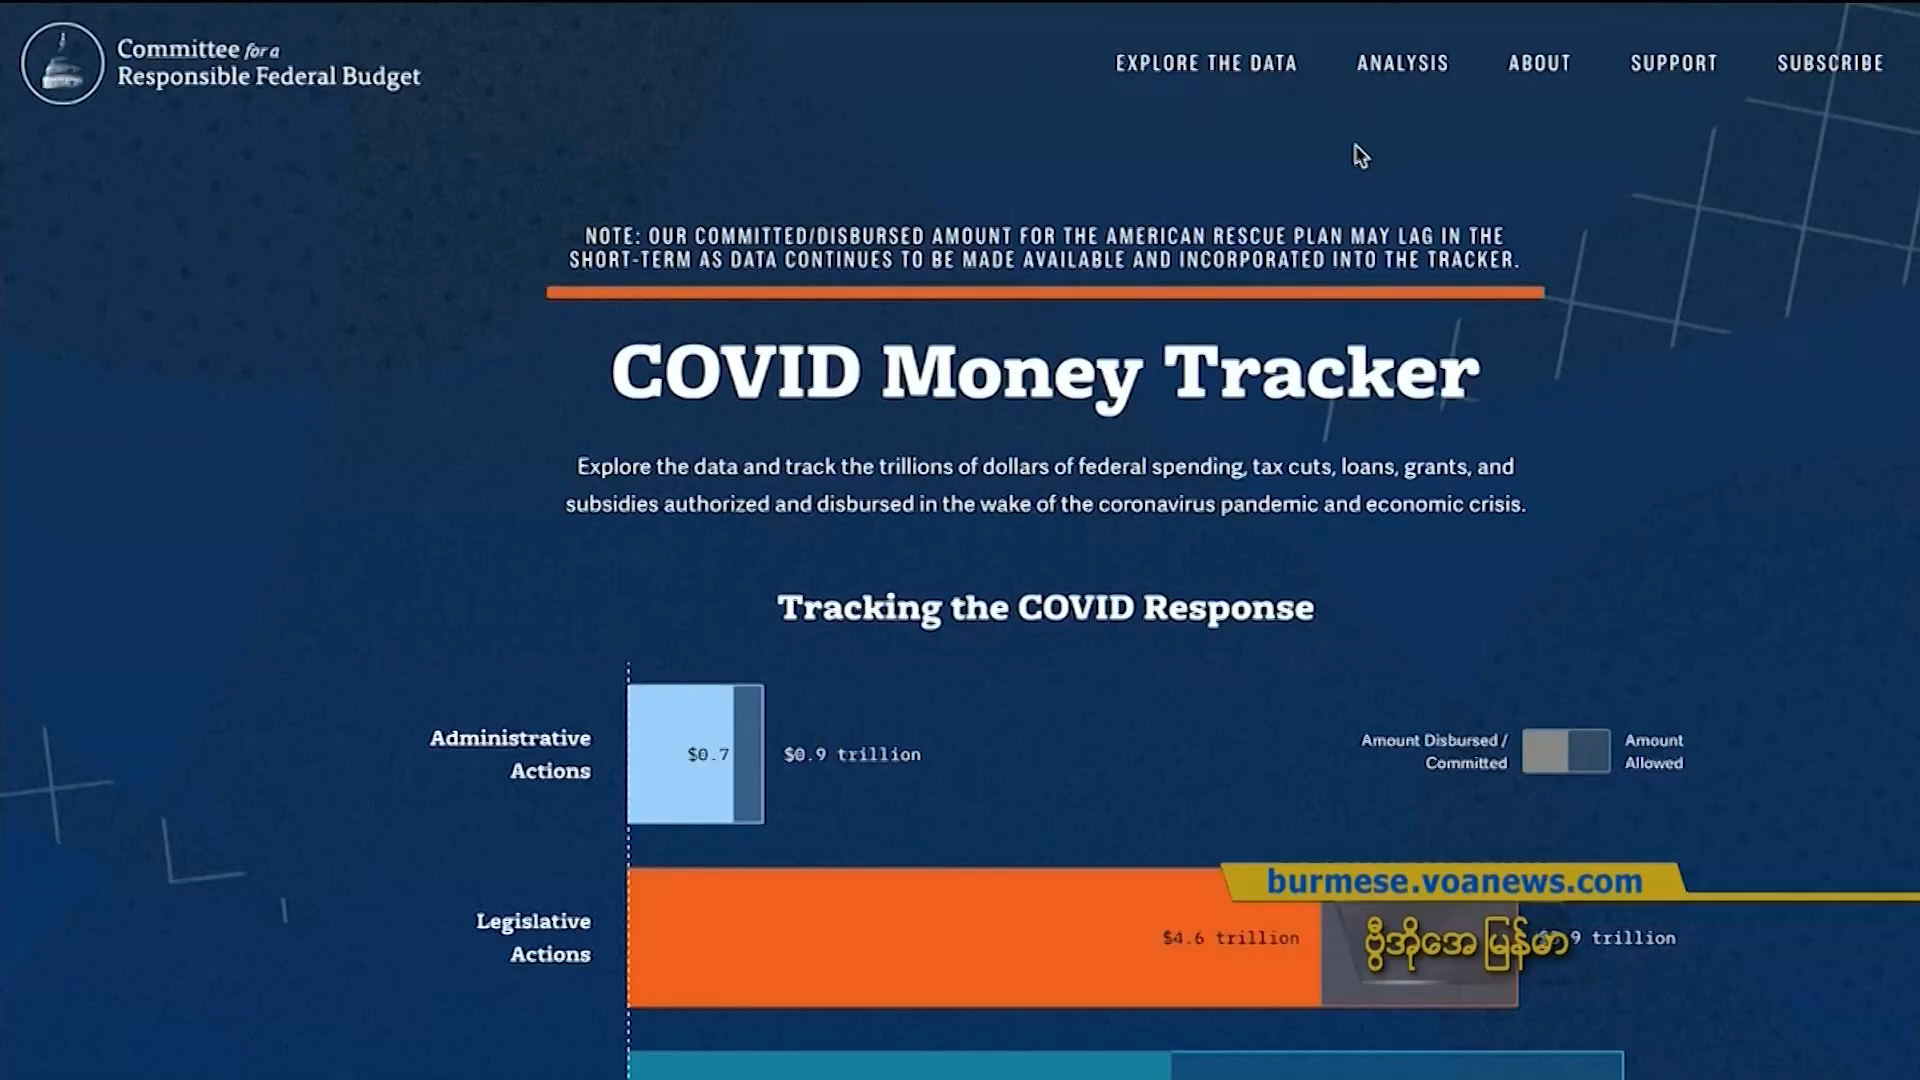 Committee for a
Responsible Federal Budget
EXPLORE THE DATA
ANALYSIS
ABOUT
SUPPORT
SUBSCRIBE
NOTE: OUR COMMITTED/DISBURSED AMOUNT FOR THE AMERICAN RESCUE PLAN MAY LAG IN THE
SHORT-TERM AS DATA CONTINUES TO BE MADE AVAILABLE AND INCORPORATED INTO THE TRACKER.
COVID Money Tracker
Explore the data and track the trillions of dollars of federal spending, tax cuts, loans, grants, and
subsidies authorized and disbursed in the wake of the coronavirus pandemic and economic crisis.
Tracking the COVID Response
Administrative
Actions
$0.7
$0.9 trillion
Amount Disbursed /
Committed
Amount
Allowed
Legislative
Actions
$4.6 trillion
9 trillion
burmese.voanews.com
ဗွီအိုအေ မြန်မာ